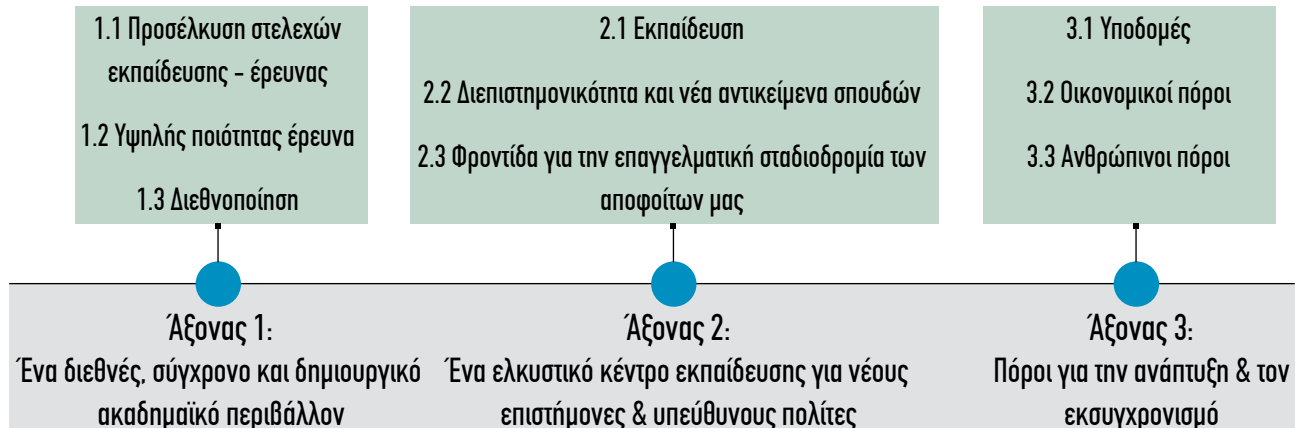 1.1 Προσέλκυση στελεχών
εκπαίδευσης - έρευνας
1.2 Υψηλής ποιότητας έρευνα
1.3 Διεθνοποίηση
2.1 Εκπαίδευση
2.2 Διεπιστημονικότητα και νέα αντικείμενα σπουδών
2.3 Φροντίδα για την επαγγελματική σταδιοδρομία των
αποφοίτων μας
3.1 Υποδομές
3.2 Οικονομικοί πόροι
3.3 Ανθρώπινοι πόροι
Άξονας 1:
Ένα διεθνές, σύγχρονο και δημιουργικό
ακαδημαϊκό περιβάλλον
Άξονας 2:
Ένα ελκυστικό κέντρο εκπαίδευσης για νέους
επιστήμονες & υπεύθυνους πολίτες
Άξονας 3:
Πόροι για την ανάπτυξη & τον
εκσυγχρονισμό